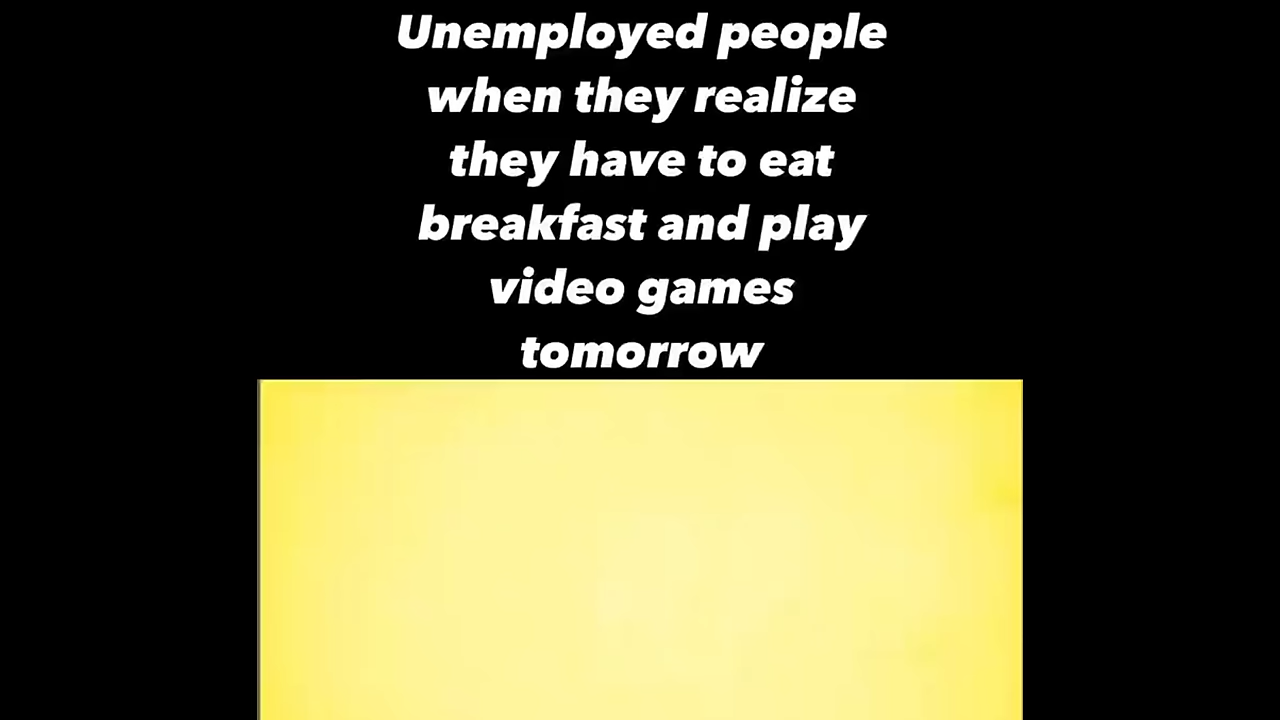 Unemployed people
when they realize
they have to eat
breakfast and play
video games
tomorrow